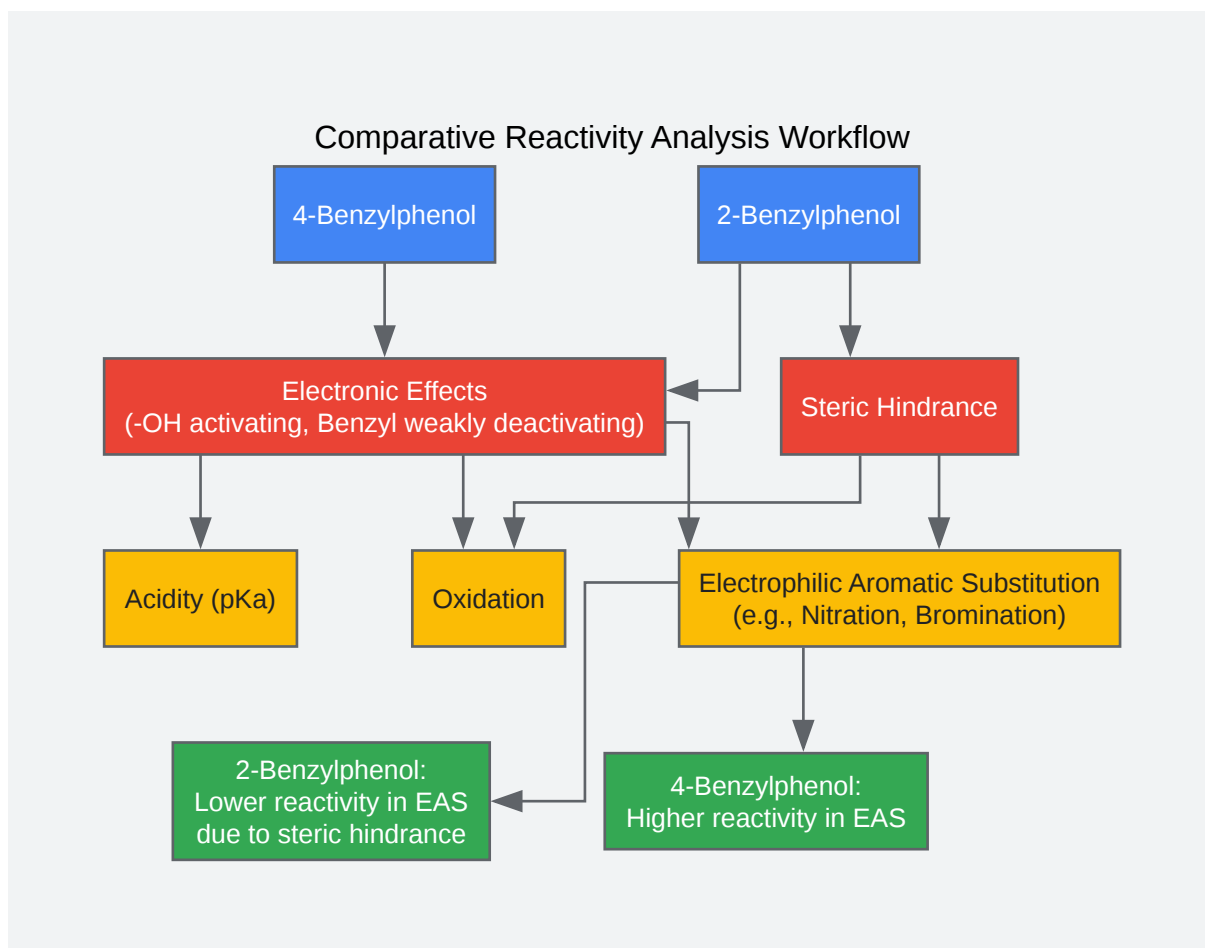 Comparative Reactivity Analysis Workflow
4-Benzylphenol
2-Benzylphenol
Electronic Effects
(-OH activating, Benzyl weakly deactivating)
Steric Hindrance
Acidity (pKa)
Oxidation
Electrophilic Aromatic Substitution
(e.g., Nitration, Bromination)
2-Benzylphenol:
Lower reactivity in EAS
due to steric hindrance
4-Benzylphenol:
Higher reactivity in EAS